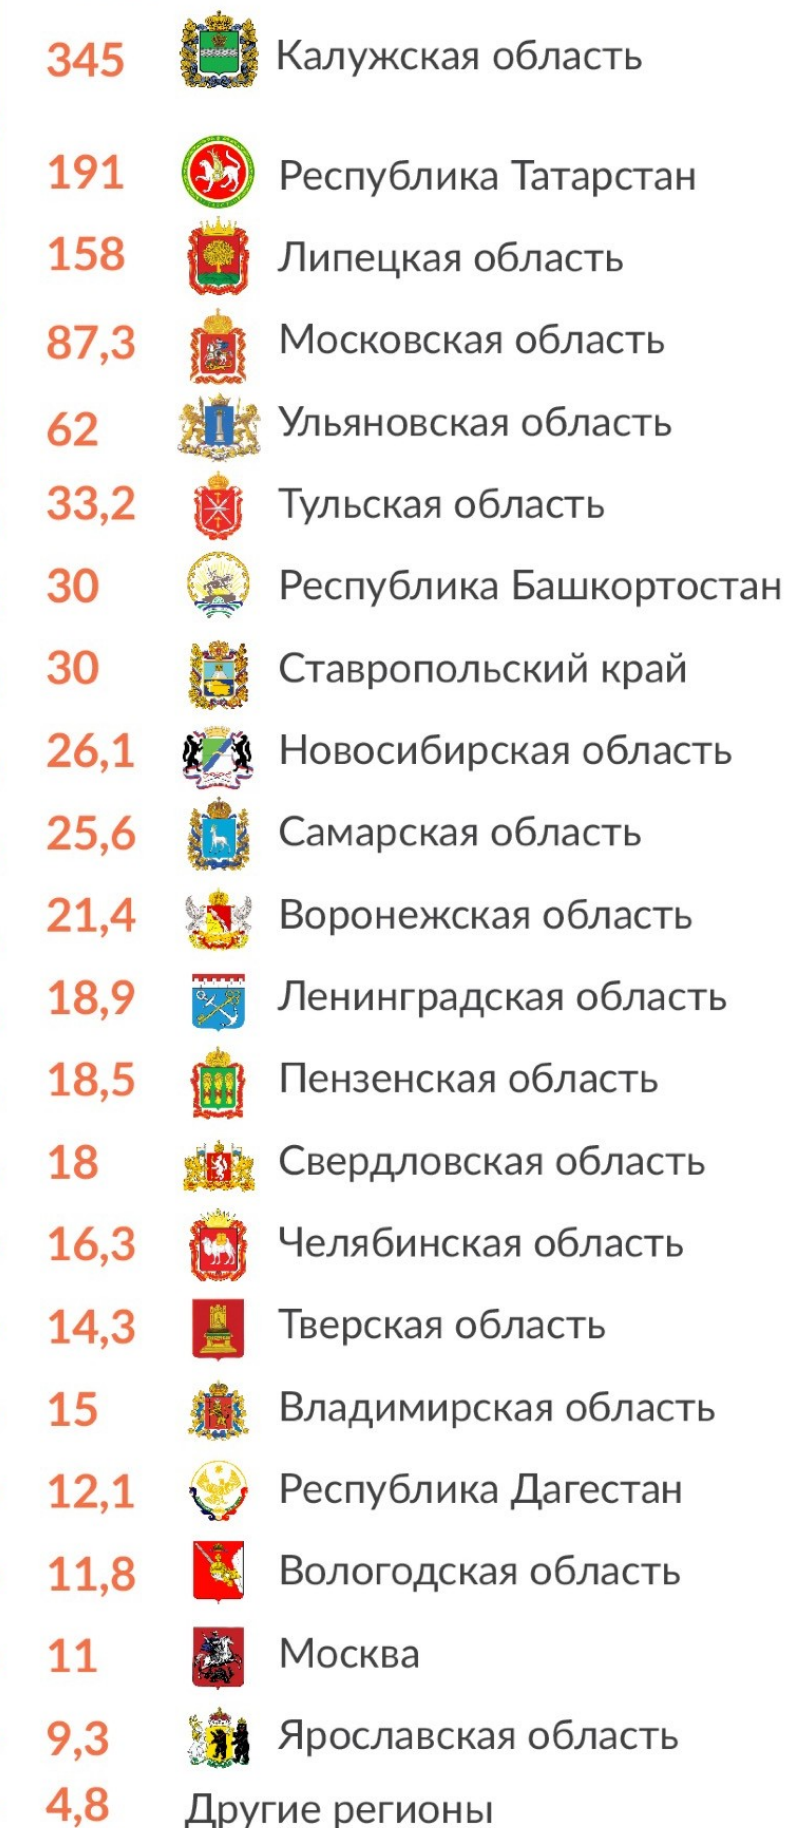 345 Калужская область
191 Республика Татарстан
158 Липецкая область
87,3 Московская область
62 Ульяновская область
33,2 Тульская область
30 Республика Башкортостан
30 Ставропольский край
26,1 Новосибирская область
25,6 Самарская область
21,4 Воронежская область
18,9 Ленинградская область
18,5 Пензенская область
18 Свердловская область
16,3 Челябинская область
14,3 Тверская область
15 Владимирская область
12,1 Республика Дагестан
11,8 Вологодская область
11 Москва
9,3 Ярославская область
4,8 Другие регионы